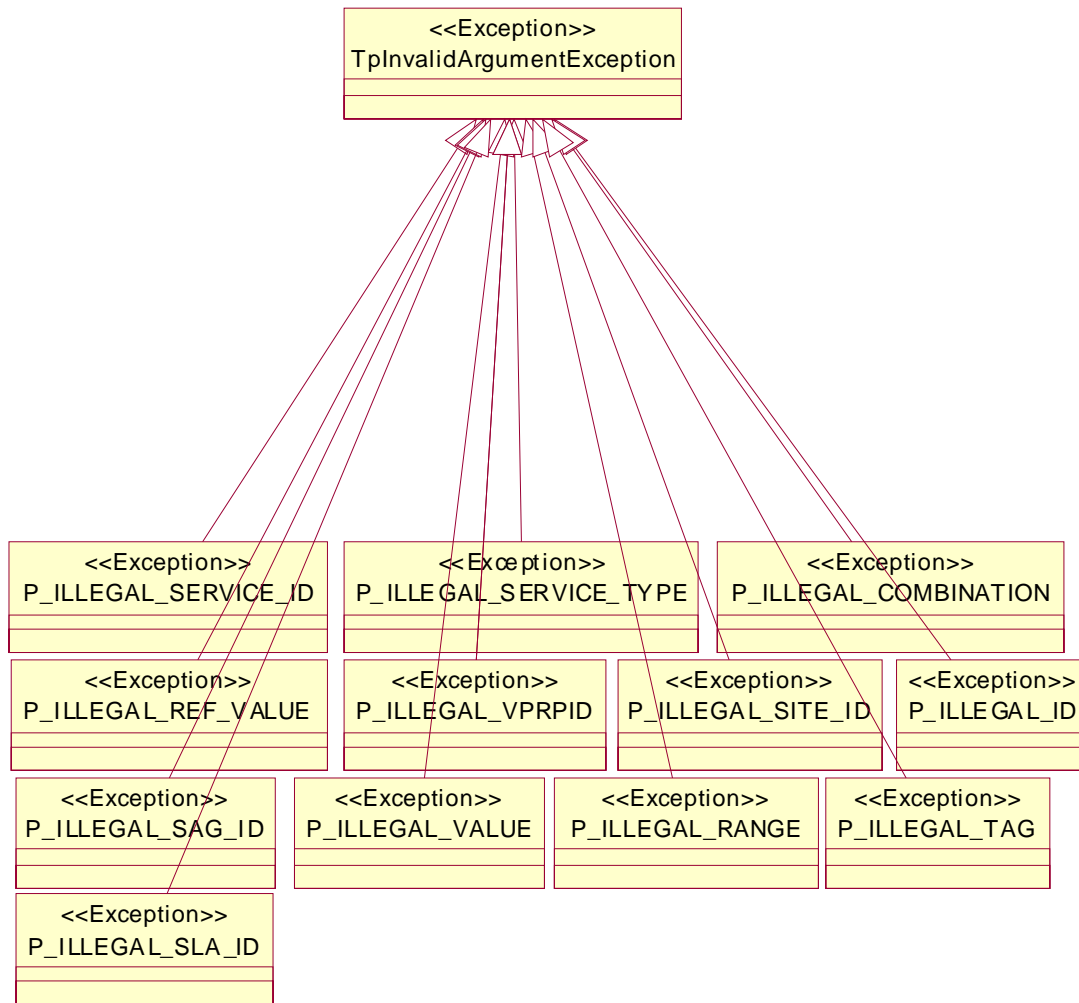 <<Exception>>
TpInvalidArgumentException
<<Exception>>
P_ILLEGAL_SERVICE_ID
<<Exception>>
P_ILLEGAL_SERVICE_TYPE
<<Exception>>
P_ILLEGAL_COMBINATION
<<Exception>>
P_ILLEGAL_REF_VALUE
<<Exception>>
P_ILLEGAL_VPRPID
<<Exception>>
P_ILLEGAL_SITE_ID
<<Exception>>
P_ILLEGAL_ID
<<Exception>>
P_ILLEGAL_SAG_ID
<<Exception>>
P_ILLEGAL_VALUE
<<Exception>>
P_ILLEGAL_RANGE
<<Exception>>
P_ILLEGAL_TAG
<<Exception>>
P_ILLEGAL_SLA_ID